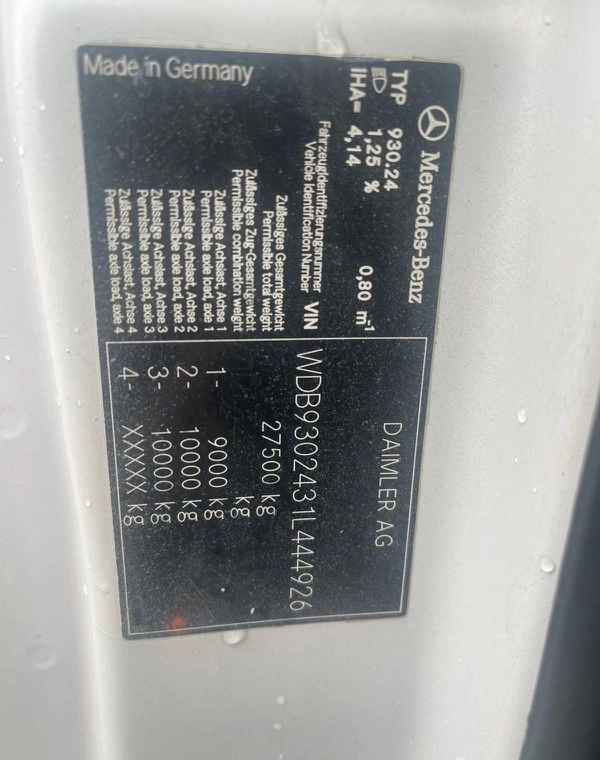 Mercedes-Benz
DAIMLER AG
TYP 930.24
1,25 % 0,80 m⁻¹
IHA= 4,14
Fahrzeugidentifizierungsnummer
Vehicle Identification Number VIN WDB9302431L444926
Zulässiges Gesamtgewicht
Permissible total weight 27500 kg
Zulässiges Zug-Gesamtgewicht
Permissible combination weight kg
Zulässige Achslast, Achse 1
Permissible axle load, axle 1 1- 9000 kg
Zulässige Achslast, Achse 2
Permissible axle load, axle 2 2- 10000 kg
Zulässige Achslast, Achse 3
Permissible axle load, axle 3 3- 10000 kg
Zulässige Achslast, Achse 4
Permissible axle load, axle 4 4- XXXXX kg
Made in Germany